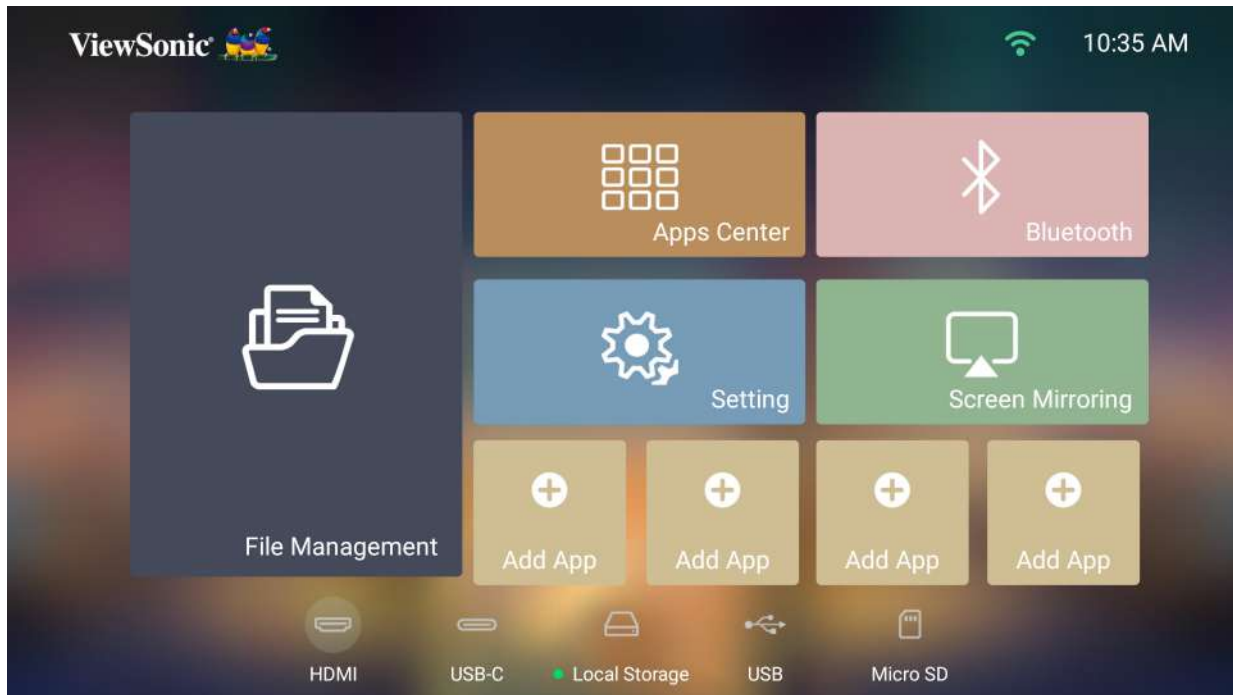 ViewSonic
10:35 AM
Apps Center
Bluetooth
Setting
Screen Mirroring
File Management
Add App
Add App
Add App
Add App
HDMI
USB-C
Local Storage
USB
Micro SD